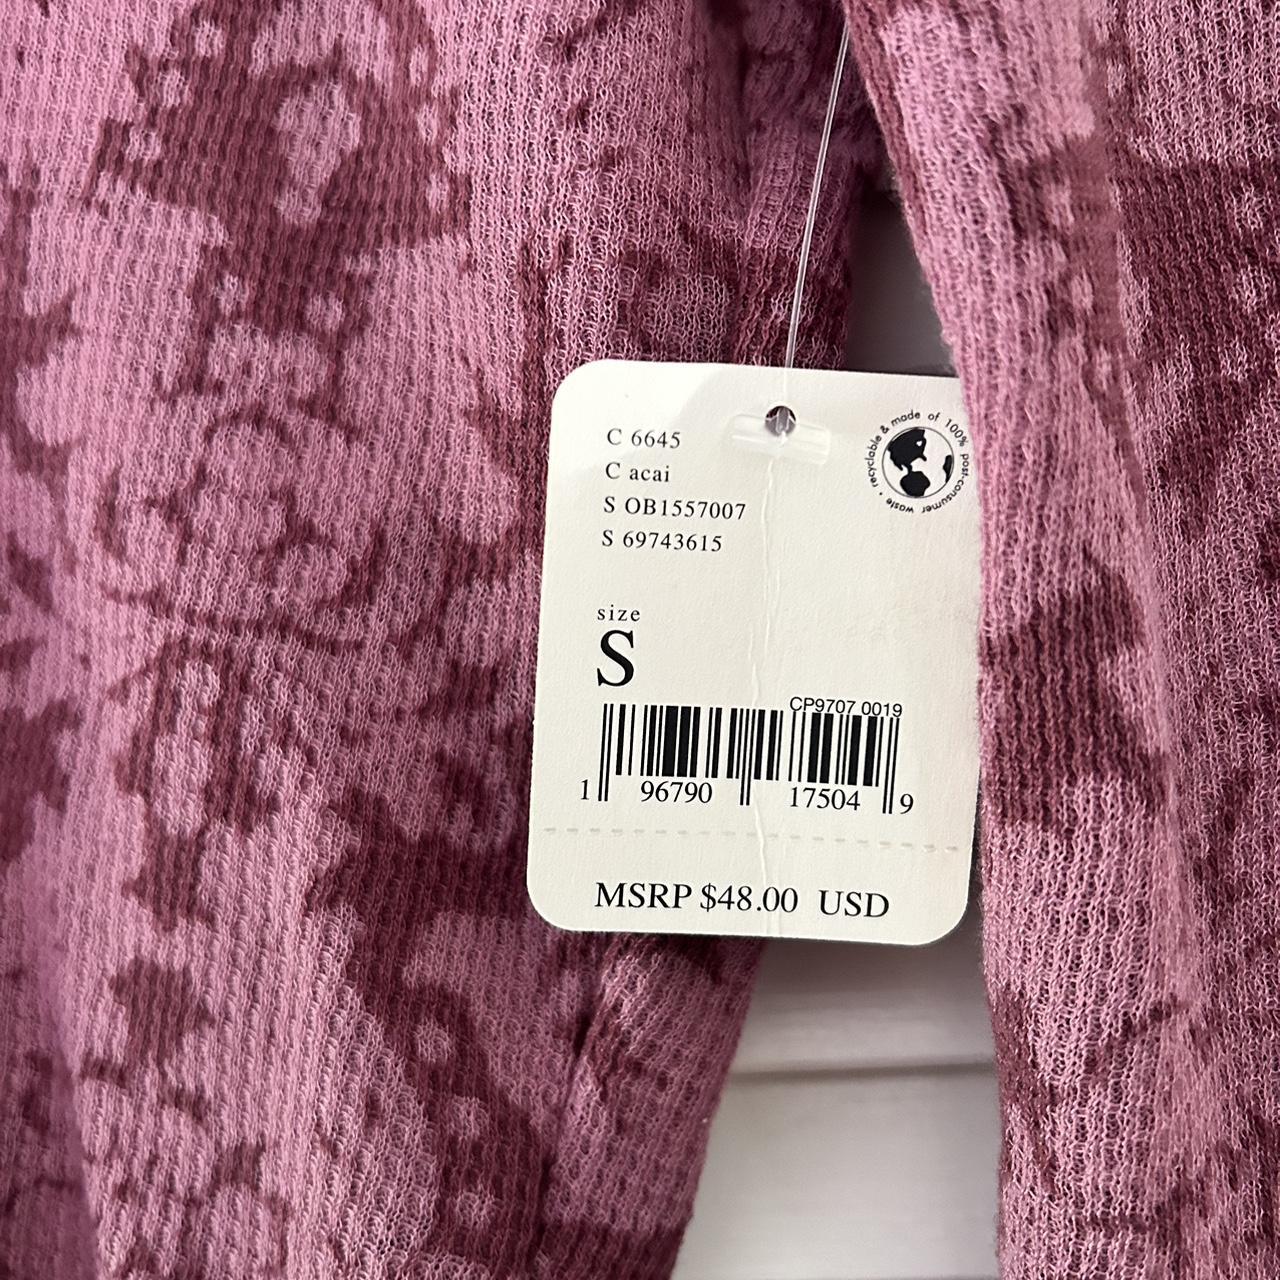 C 6645
C acai
S OB1557007
S 69743615
recyclable & made of 100% post-consumer waste •
size
S
CP9707 0019
1 96790 17504 9
MSRP $48.00 USD